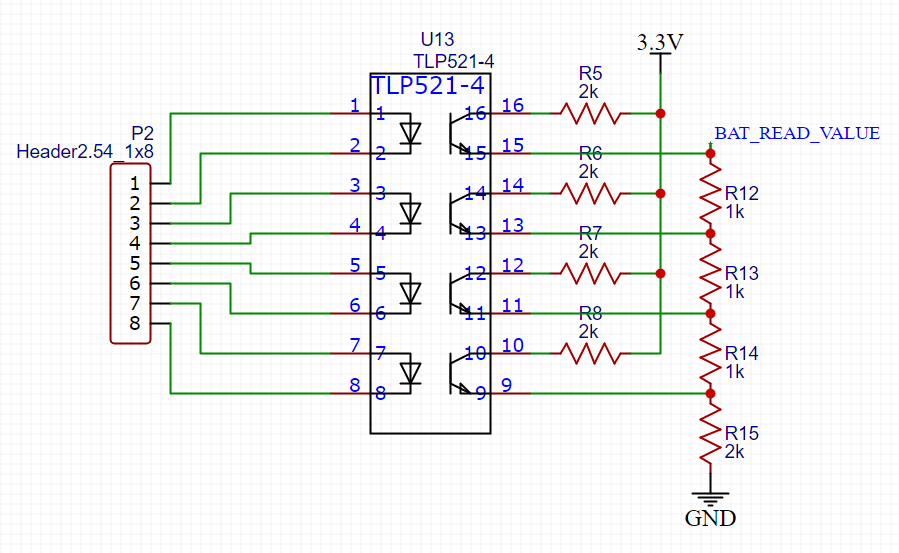 U13
TLP521-4
TLP521-4
3.3V
P2
Header2.54_1x8
1
2
3
4
5
6
7
8
1
2
3
4
5
6
7
8
1
2
3
4
5
6
7
8
16
15
14
13
12
11
10
9
16
15
14
13
12
11
10
9
R5
2k
R6
2k
R7
2k
R8
2k
BAT_READ_VALUE
R12
1k
R13
1k
R14
1k
R15
2k
GND